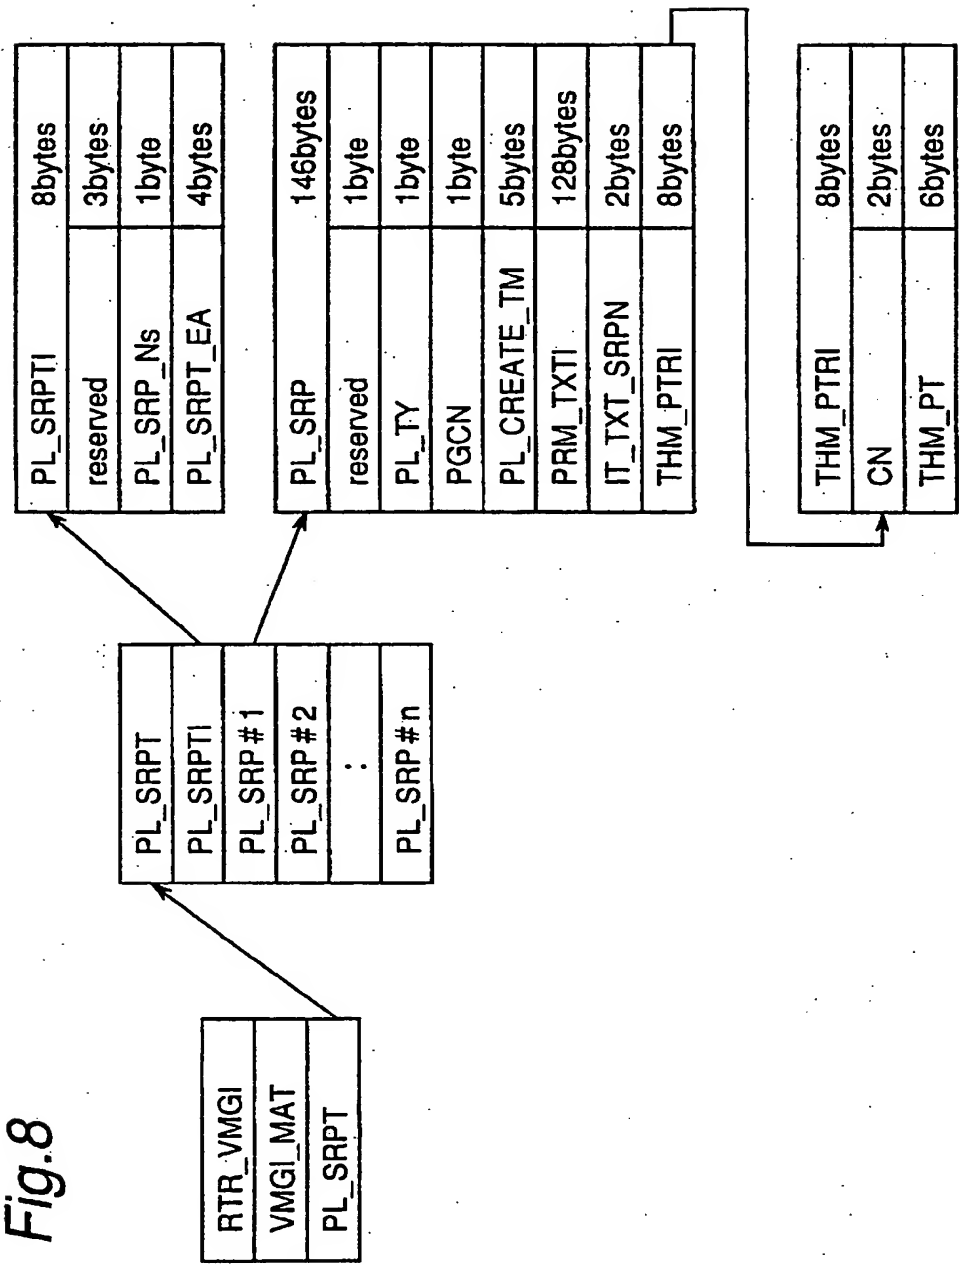 Fig.8
RTR_VMGI
VMGI_MAT
PL_SRPT
PL_SRPT
PL_SRPTI
PL_SRP#1
PL_SRP#2
:
PL_SRP#n
PL_SRPTI 8bytes
reserved 3bytes
PL_SRP_Ns 1byte
PL_SRPT_EA 4bytes
PL_SRP 146bytes
reserved 1byte
PL_TY 1byte
PGCN 1byte
PL_CREATE_TM 5bytes
PRM_TXTI 128bytes
IT_TXT_SRPN 2bytes
THM_PTRI 8bytes
THM_PTRI 8bytes
CN 2bytes
THM_PT 6bytes